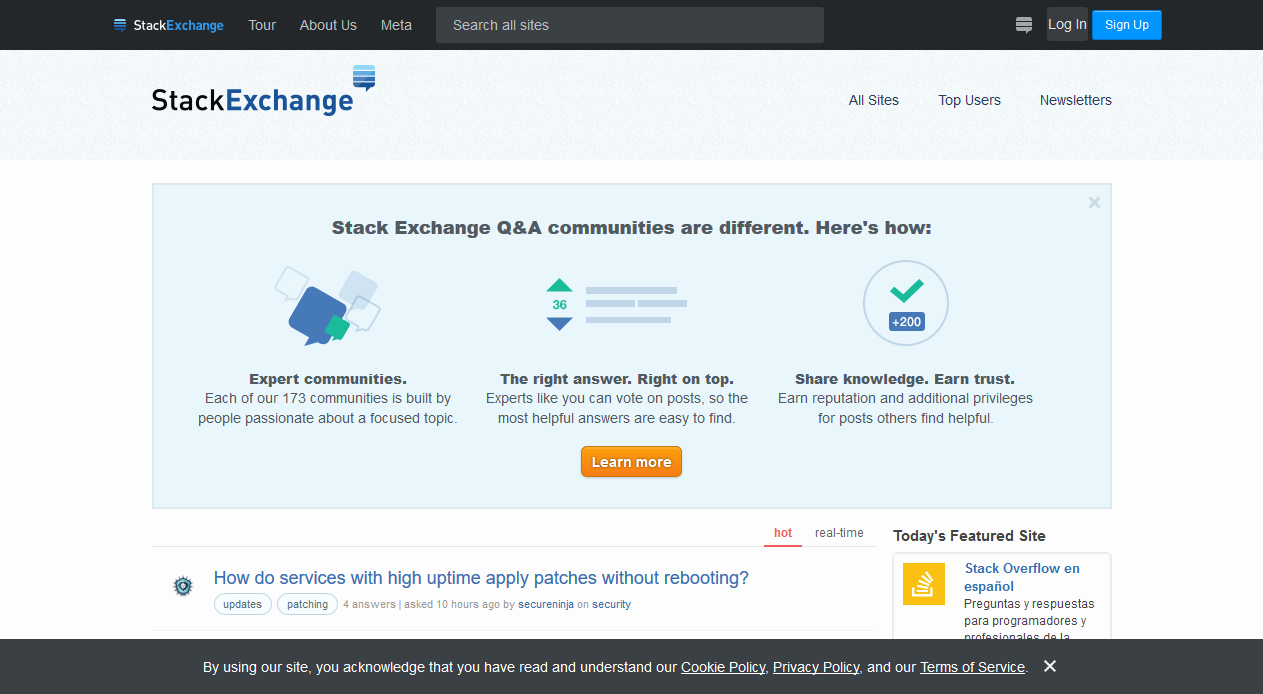 StackExchange Tour About Us Meta Search all sites Log In Sign Up
StackExchange
All Sites Top Users Newsletters
Stack Exchange Q&A communities are different. Here's how:
36
+200
Expert communities.
Each of our 173 communities is built by
people passionate about a focused topic.
The right answer. Right on top.
Experts like you can vote on posts, so the
most helpful answers are easy to find.
Share knowledge. Earn trust.
Earn reputation and additional privileges
for posts others find helpful.
Learn more
hot real-time
How do services with high uptime apply patches without rebooting?
updates patching 4 answers | asked 10 hours ago by secureninja on security
Today's Featured Site
Stack Overflow en
español
Preguntas y respuestas
para programadores y
profesionales de la
By using our site, you acknowledge that you have read and understand our Cookie Policy, Privacy Policy, and our Terms of Service.